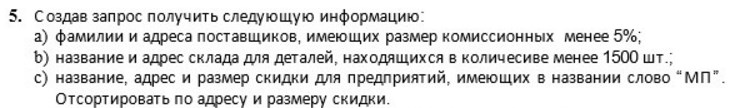 5. Создав запрос получить следующую информацию:
a) фамилии и адреса поставщиков, имеющих размер комиссионных менее 5%;
b) название и адрес склада для деталей, находящихся в количесиве менее 1500 шт.;
c) название, адрес и размер скидки для предприятий, имеющих в названии слово “МП”.
Отсортировать по адресу и размеру скидки.